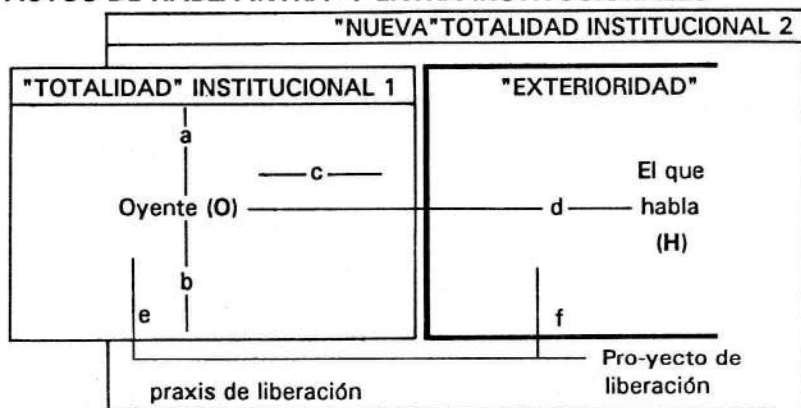 "NUEVA"TOTALIDAD INSTITUCIONAL 2
"TOTALIDAD" INSTITUCIONAL 1
"EXTERIORIDAD"
a
c
El que
Oyente (O)
d
habla
(H)
b
e
f
Pro-yecto de
liberación
praxis de liberación